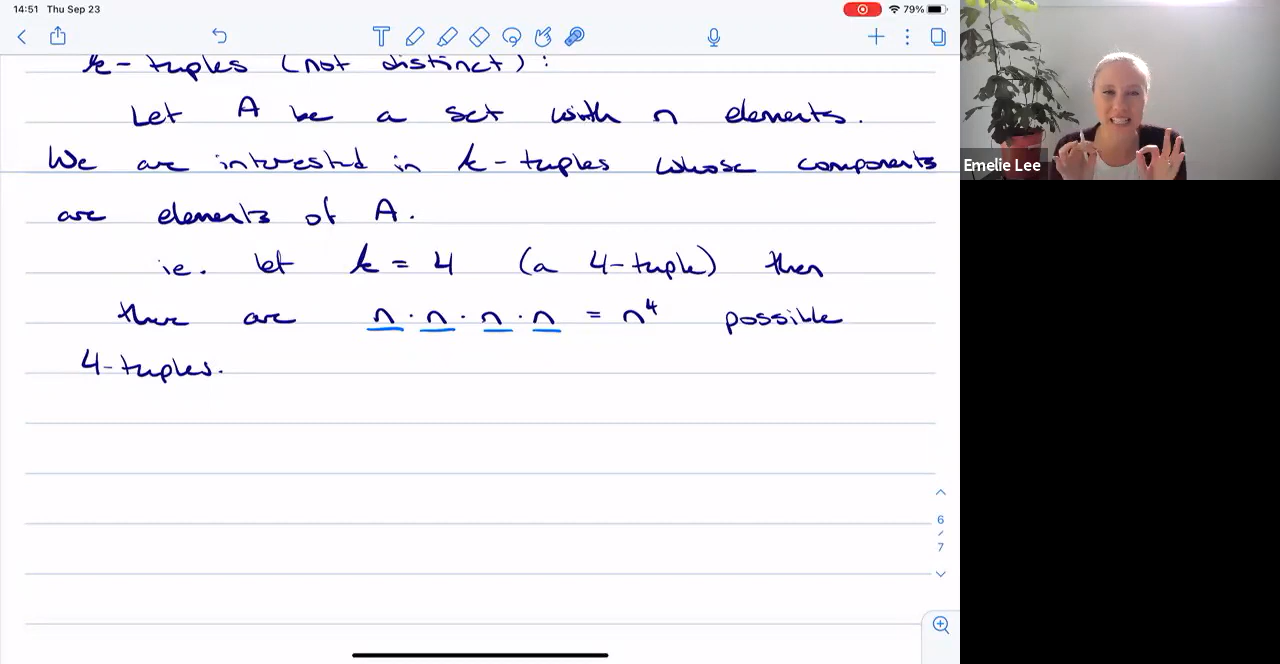 14:51 Thu Sep 23
79%
k-tuples (not distinct):
Let A be a set with n elements.
We are interested in k-tuples whose components
are elements of A.
ie. let k = 4 (a 4-tuple) then
there are n · n · n · n = n⁴ possible
4-tuples.
6
/
7
Emelie Lee